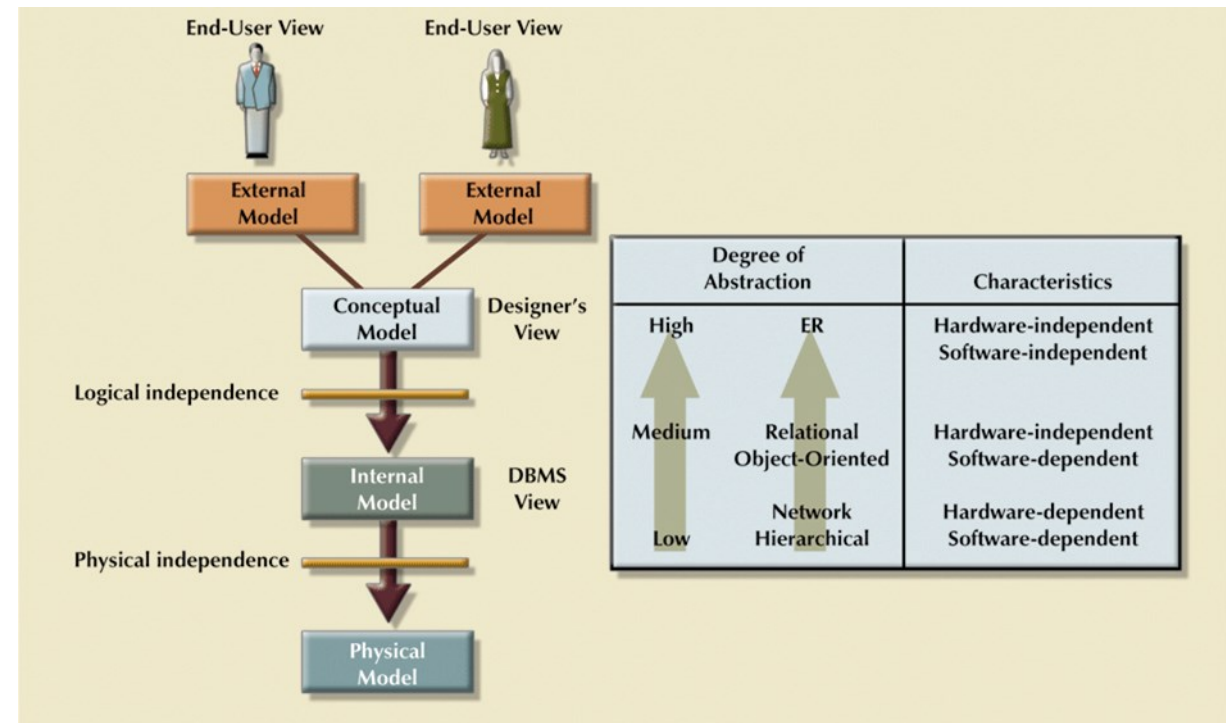 End-User View
End-User View
External
Model
External
Model
Conceptual
Model
Designer's
View
Logical independence
Internal
Model
DBMS
View
Physical independence
Physical
Model
Degree of
Abstraction
Characteristics
High
ER
Hardware-independent
Software-independent
Medium
Relational
Object-Oriented
Hardware-independent
Software-dependent
Low
Network
Hierarchical
Hardware-dependent
Software-dependent